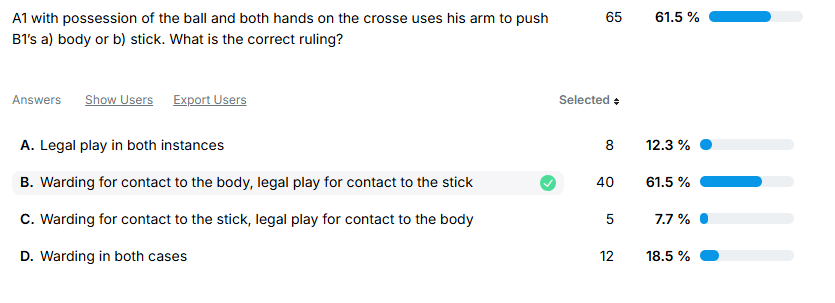 A1 with possession of the ball and both hands on the crosse uses his arm to push 65 61.5 %
B1's a) body or b) stick. What is the correct ruling?
Answers Show Users Export Users Selected
A. Legal play in both instances 8 12.3 %
B. Warding for contact to the body, legal play for contact to the stick 40 61.5 %
C. Warding for contact to the stick, legal play for contact to the body 5 7.7 %
D. Warding in both cases 12 18.5 %